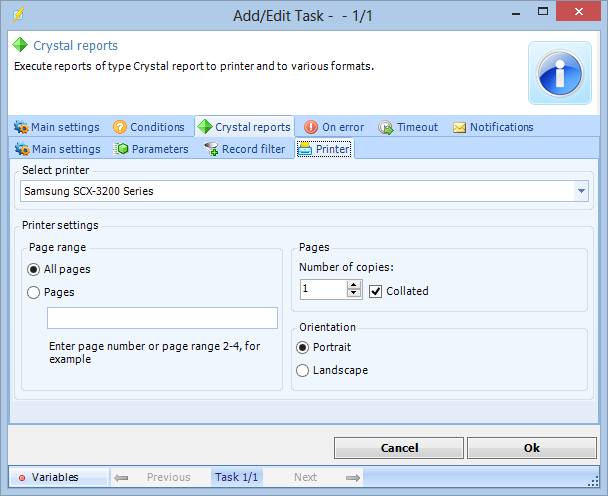 Add/Edit Task - - 1/1
Crystal reports
Execute reports of type Crystal report to printer and to various formats.
Main settings Conditions Crystal reports On error Timeout Notifications
Main settings Parameters Record filter Printer
Select printer
Samsung SCX-3200 Series
Printer settings
Page range
All pages
Pages
Enter page number or page range 2-4, for
example
Pages
Number of copies:
1 Collated
Orientation
Portrait
Landscape
Cancel Ok
Variables Previous Task 1/1 Next